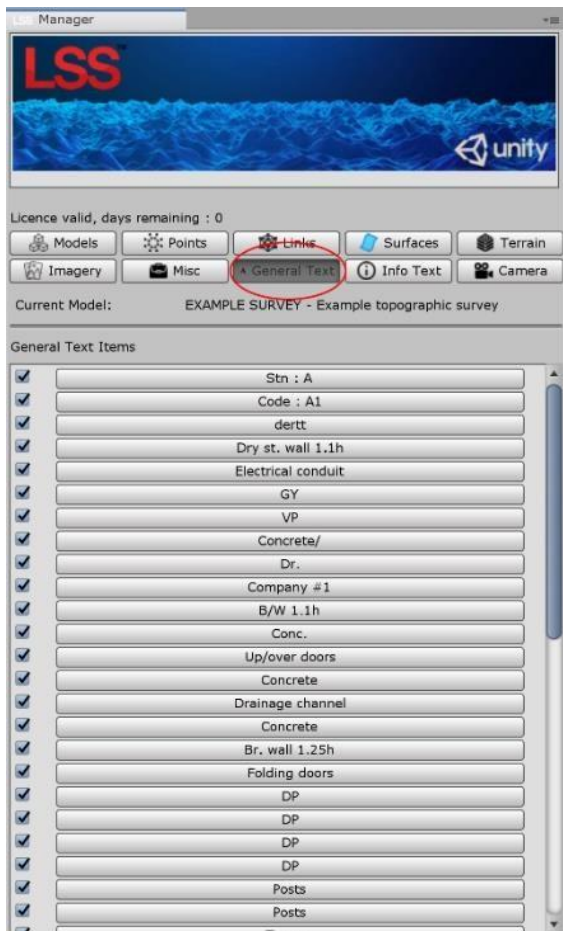 LSS Manager
LSS
unity
Licence valid, days remaining : 0
Models Points Links Surfaces Terrain
Imagery Misc General Text Info Text Camera
Current Model: EXAMPLE SURVEY - Example topographic survey
General Text Items
Stn : A
Code : A1
dertt
Dry st. wall 1.1h
Electrical conduit
GY
VP
Concrete/
Dr.
Company #1
B/W 1.1h
Conc.
Up/over doors
Concrete
Drainage channel
Concrete
Br. wall 1.25h
Folding doors
DP
DP
DP
DP
Posts
Posts